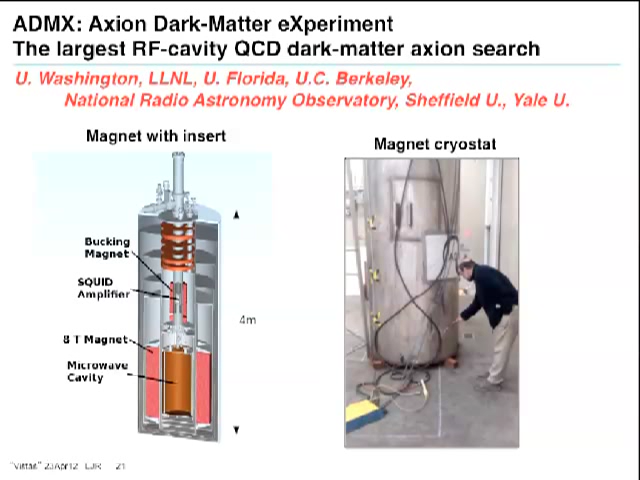 ADMX: Axion Dark-Matter eXperiment
The largest RF-cavity QCD dark-matter axion search
U. Washington, LLNL, U. Florida, U.C. Berkeley,
National Radio Astronomy Observatory, Sheffield U., Yale U.
Magnet with insert
Magnet cryostat
Bucking
Magnet
SQUID
Amplifier
4m
8 T Magnet
Microwave
Cavity
23Apr12 LJR 21